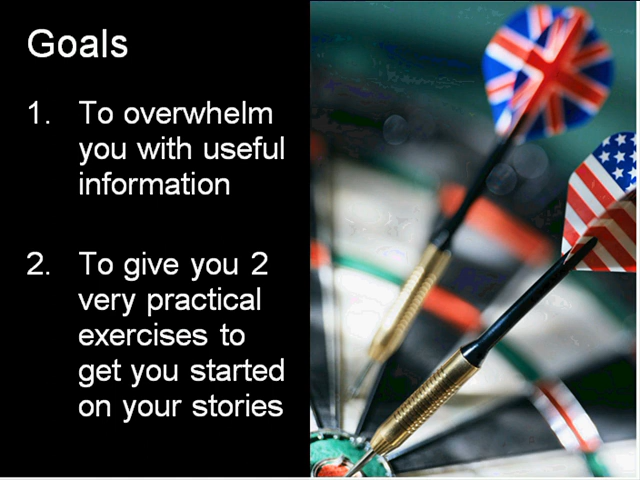 Goals
1. To overwhelm
you with useful
information
2. To give you 2
very practical
exercises to
get you started
on your stories